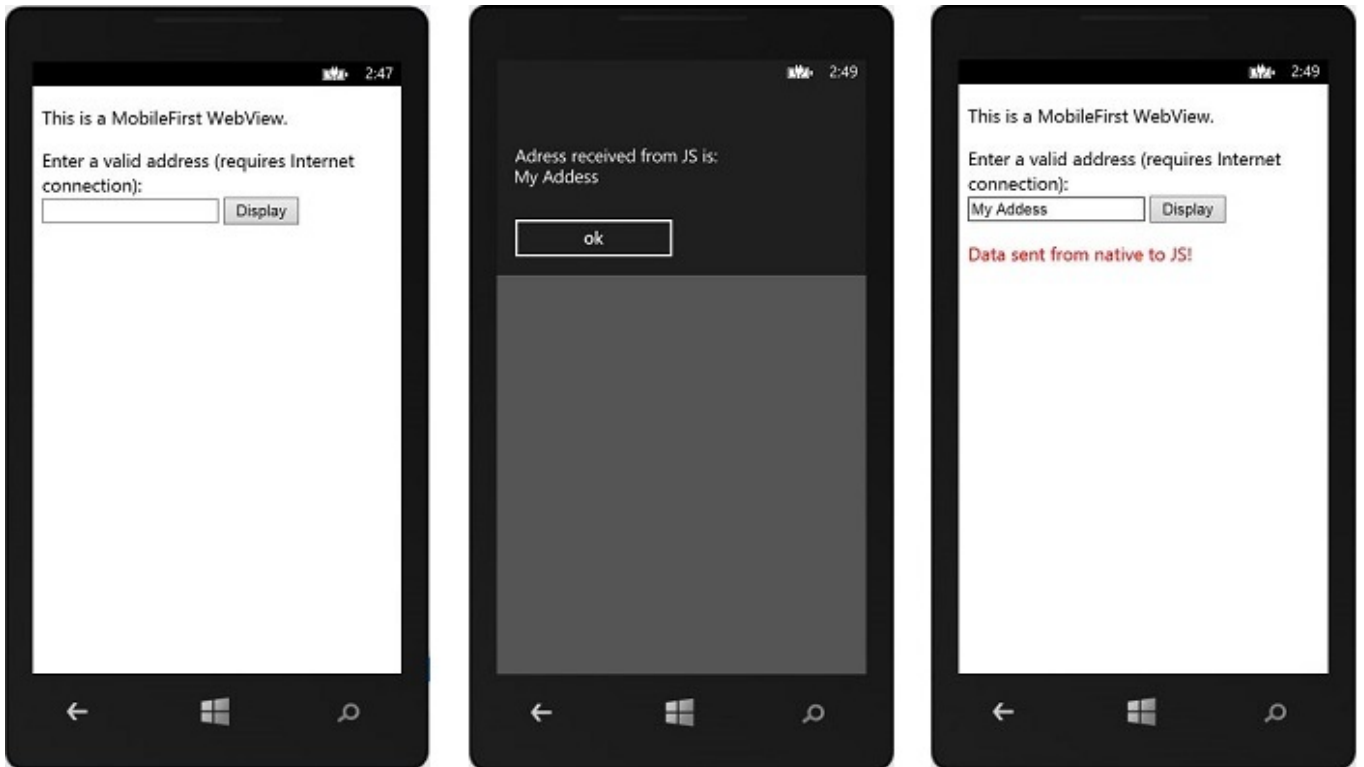 2:47
This is a MobileFirst WebView.
Enter a valid address (requires Internet
connection):
Display
2:49
Adress received from JS is:
My Addess
ok
2:49
This is a MobileFirst WebView.
Enter a valid address (requires Internet
connection):
My Addess Display
Data sent from native to JS!